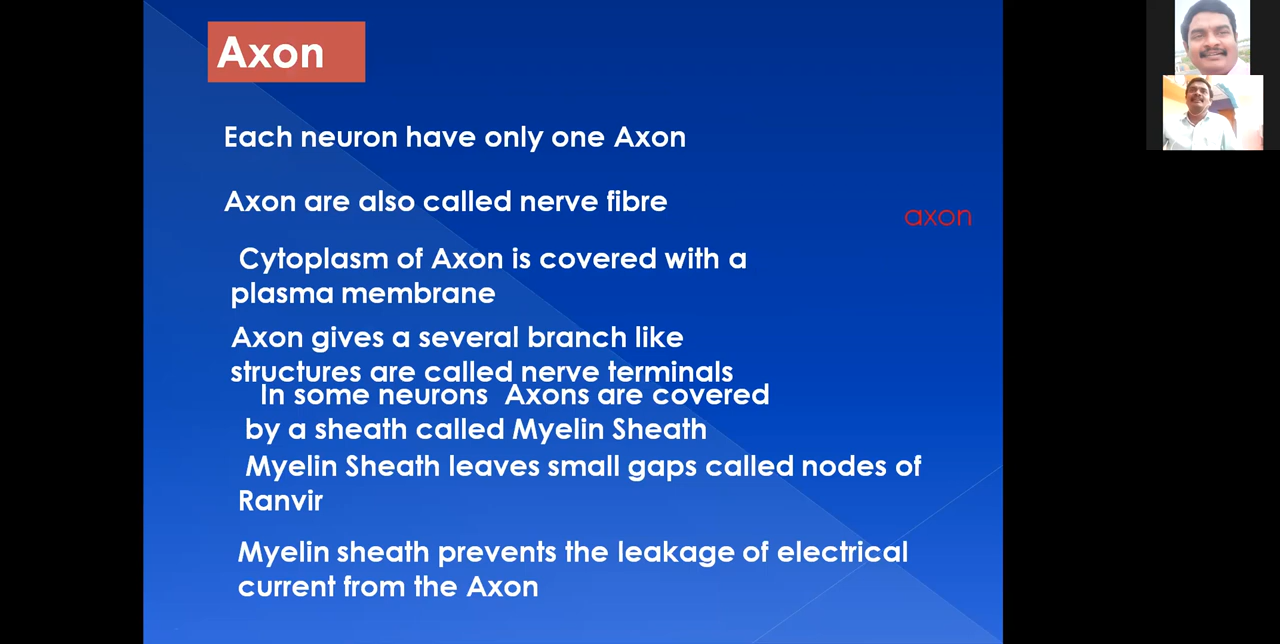 Axon
Each neuron have only one Axon
Axon are also called nerve fibre
axon
Cytoplasm of Axon is covered with a
plasma membrane
Axon gives a several branch like
structures are called nerve terminals
In some neurons Axons are covered
by a sheath called Myelin Sheath
Myelin Sheath leaves small gaps called nodes of
Ranvir
Myelin sheath prevents the leakage of electrical
current from the Axon